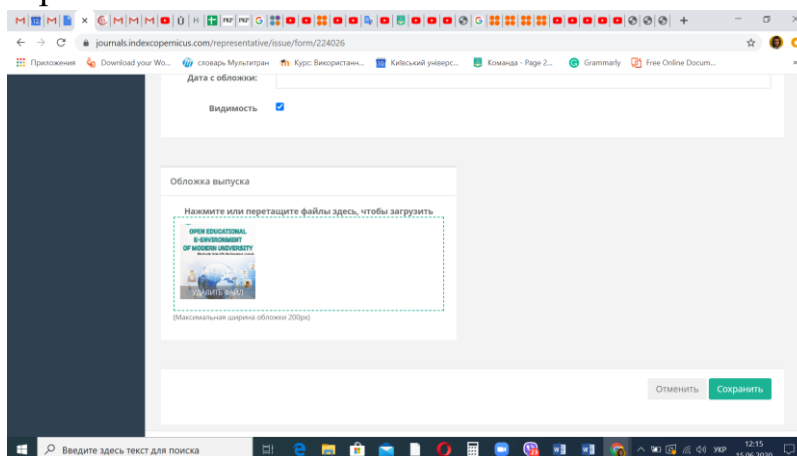 journals.indexcopernicus.com/representative/issue/form/224026
Приложения Download your Wo... словарь Мультитран Курс: Використанн... Київський універс... Команда - Page 2... Grammarly Free Online Docum...
Дата с обложки:
Видимость
Обложка выпуска
Нажмите или перетащите файлы здесь, чтобы загрузить
OPEN EDUCATIONAL
E-ENVIRONMENT
OF MODERN UNIVERSITY
УДАЛИТЬ ФАЙЛ
(Максимальная ширина обложки 200px)
Отменить Сохранить
Введите здесь текст для поиска
УКР 12:15
15.06.2020